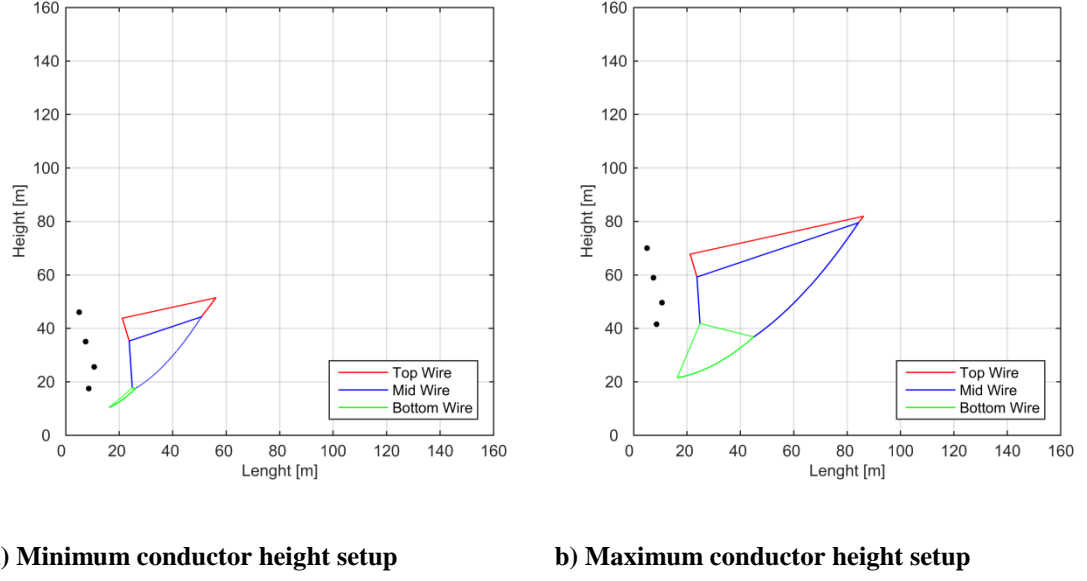 160
140
120
100
80
60
40
20
0
Height [m]
Top Wire
Mid Wire
Bottom Wire
0 20 40 60 80 100 120 140 160
Lenght [m]
160
140
120
100
80
60
40
20
0
Height [m]
Top Wire
Mid Wire
Bottom Wire
0 20 40 60 80 100 120 140 160
Lenght [m]
) Minimum conductor height setup
b) Maximum conductor height setup